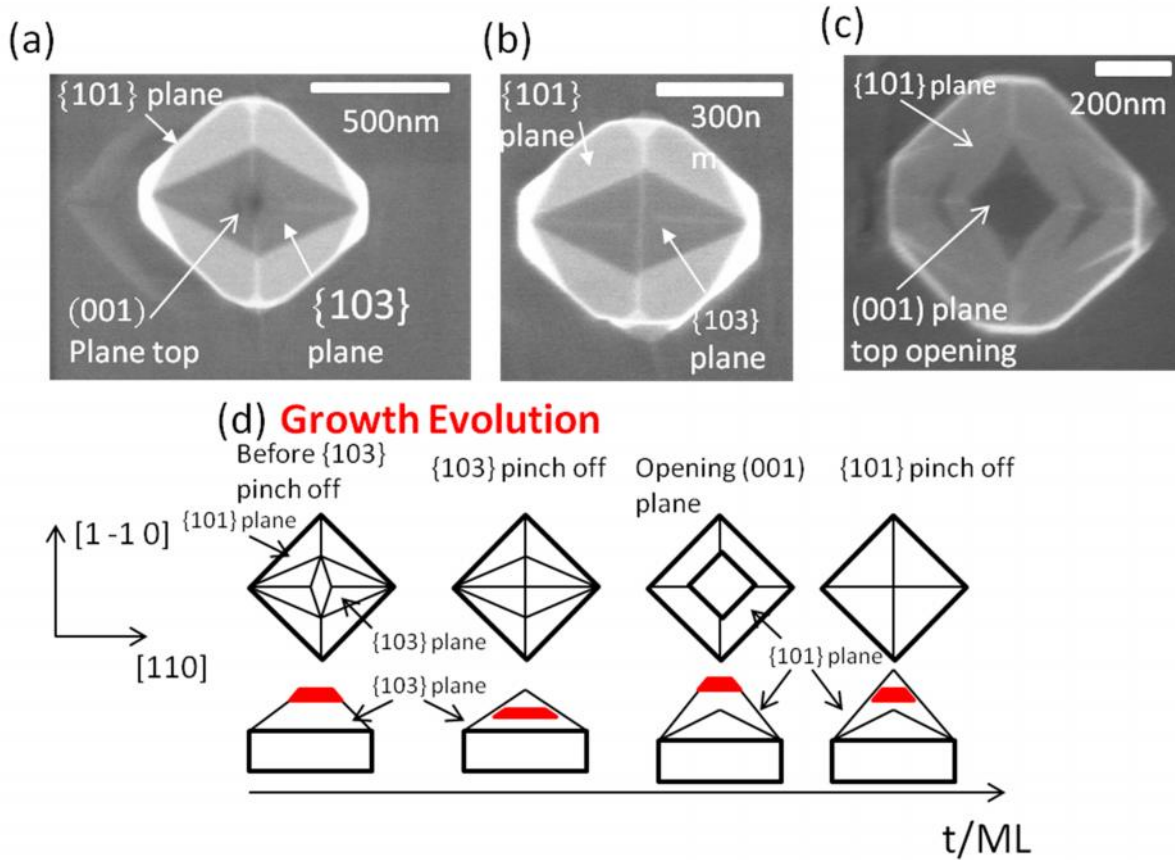 (a)
{101} plane
500nm
(001)
Plane top
{103}
plane
(b)
{101}
plane
300n
m
{103}
plane
(c)
{101} plane
200nm
(001) plane
top opening
(d) Growth Evolution
Before {103}
pinch off
{103} pinch off
Opening (001)
plane
{101} pinch off
{101} plane
[1 -1 0]
[110]
{103} plane
{101} plane
{103} plane
t/ML